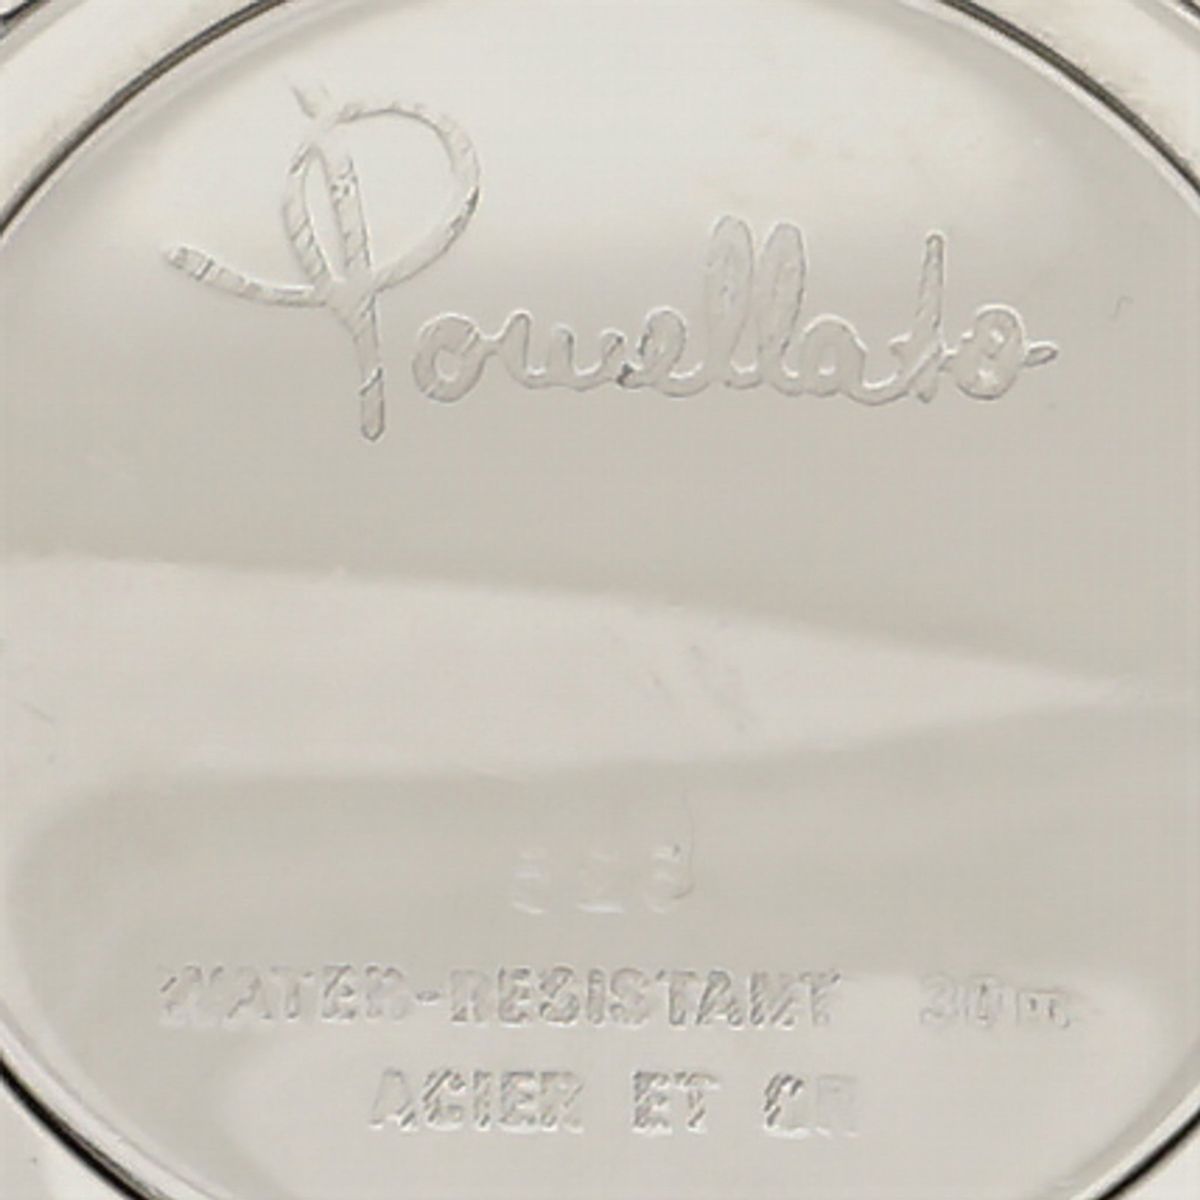 Pomellato
WATER-RESISTANT 30m
ACIER ET OR